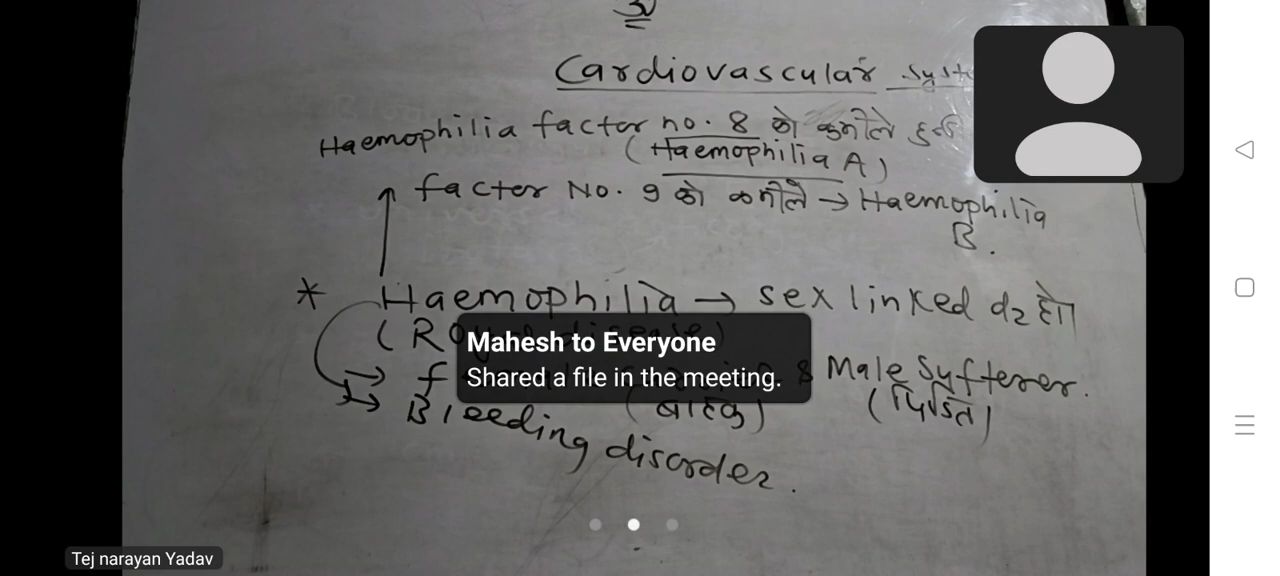 Cardiovascular
Haemophilia factor no. 8 को कमीले हुने
(Haemophilia A)
factor No. 9 को कमीले → Haemophilia
B.
* Haemophilia → sex linked dz हो।
(
Mahesh to Everyone
Shared a file in the meeting.
& Male Sufferer.
(बाहक) (पिडित)
Bleeding disorder.
Tej narayan Yadav